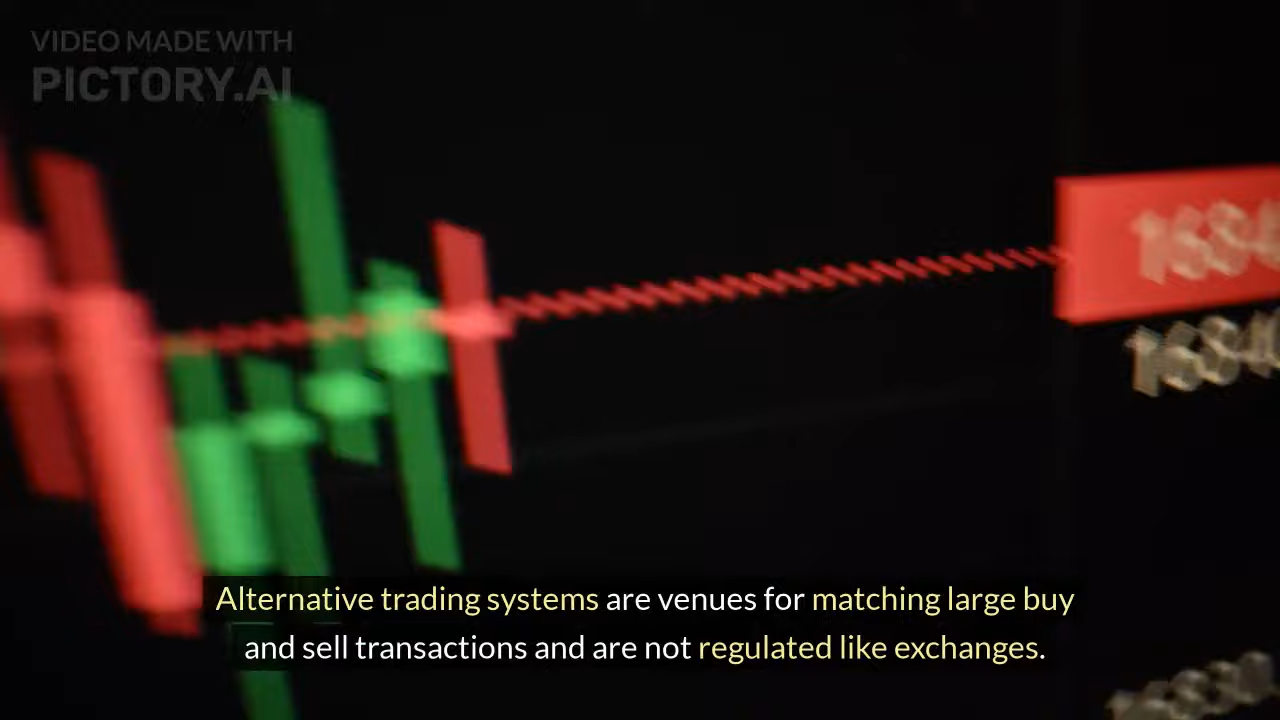 VIDEO MADE WITH
PICTORY.AI
Alternative trading systems are venues for matching large buy
and sell transactions and are not regulated like exchanges.